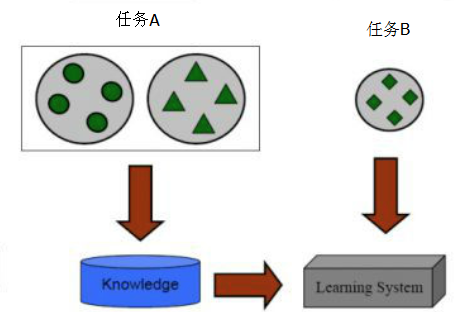 任务A
任务B
Knowledge
Learning System